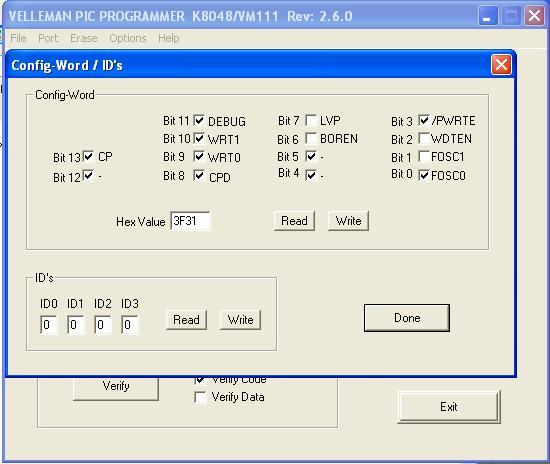 VELLEMAN PIC PROGRAMMER K8048/VM111 Rev: 2.6.0
File Port Erase Options Help
Config-Word / ID's
Config-Word
Bit 11 DEBUG Bit 7 LVP Bit 3 /PWRTE
Bit 10 WRT1 Bit 6 BOREN Bit 2 WDTEN
Bit 13 CP Bit 9 WRT0 Bit 5 - Bit 1 FOSC1
Bit 12 - Bit 8 CPD Bit 4 - Bit 0 FOSC0
Hex Value 3F31 Read Write
ID's
ID0 ID1 ID2 ID3
0 0 0 0 Read Write
Done
Verify
Verify Code
Verify Data
Exit